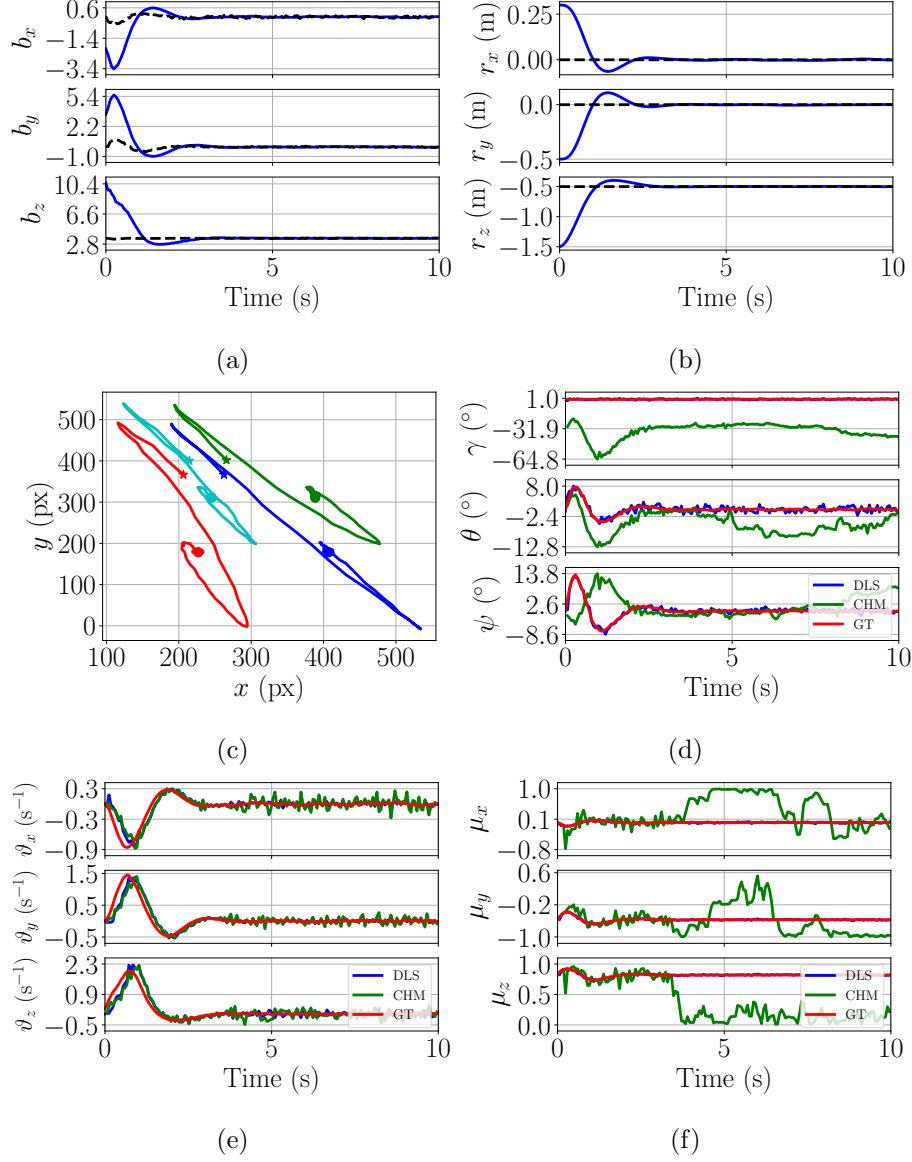 0.6
−1.4
−3.4
b_x
5.4
2.2
−1.0
b_y
10.4
6.6
2.8
b_z
0 5 10
Time (s)
(a)
0.25
0.00
r_x (m)
0.0
−0.5
r_y (m)
−0.5
−1.0
−1.5
r_z (m)
0 5 10
Time (s)
(b)
500
400
300
200
100
0
y (px)
100 200 300 400 500
x (px)
(c)
1.0
−31.9
−64.8
γ (°)
8.0
−2.4
−12.8
θ (°)
13.8
2.6
−8.6
ψ (°)
DLS
CHM
GT
0 5 10
Time (s)
(d)
0.3
−0.3
−0.9
ϑ_x (s⁻¹)
1.5
0.5
−0.5
ϑ_y (s⁻¹)
2.3
0.9
−0.5
ϑ_z (s⁻¹)
DLS
CHM
GT
0 5 10
Time (s)
(e)
1.0
0.1
−0.8
μ_x
0.6
−0.2
−1.0
μ_y
1.0
0.5
0.0
μ_z
DLS
CHM
GT
0 5 10
Time (s)
(f)